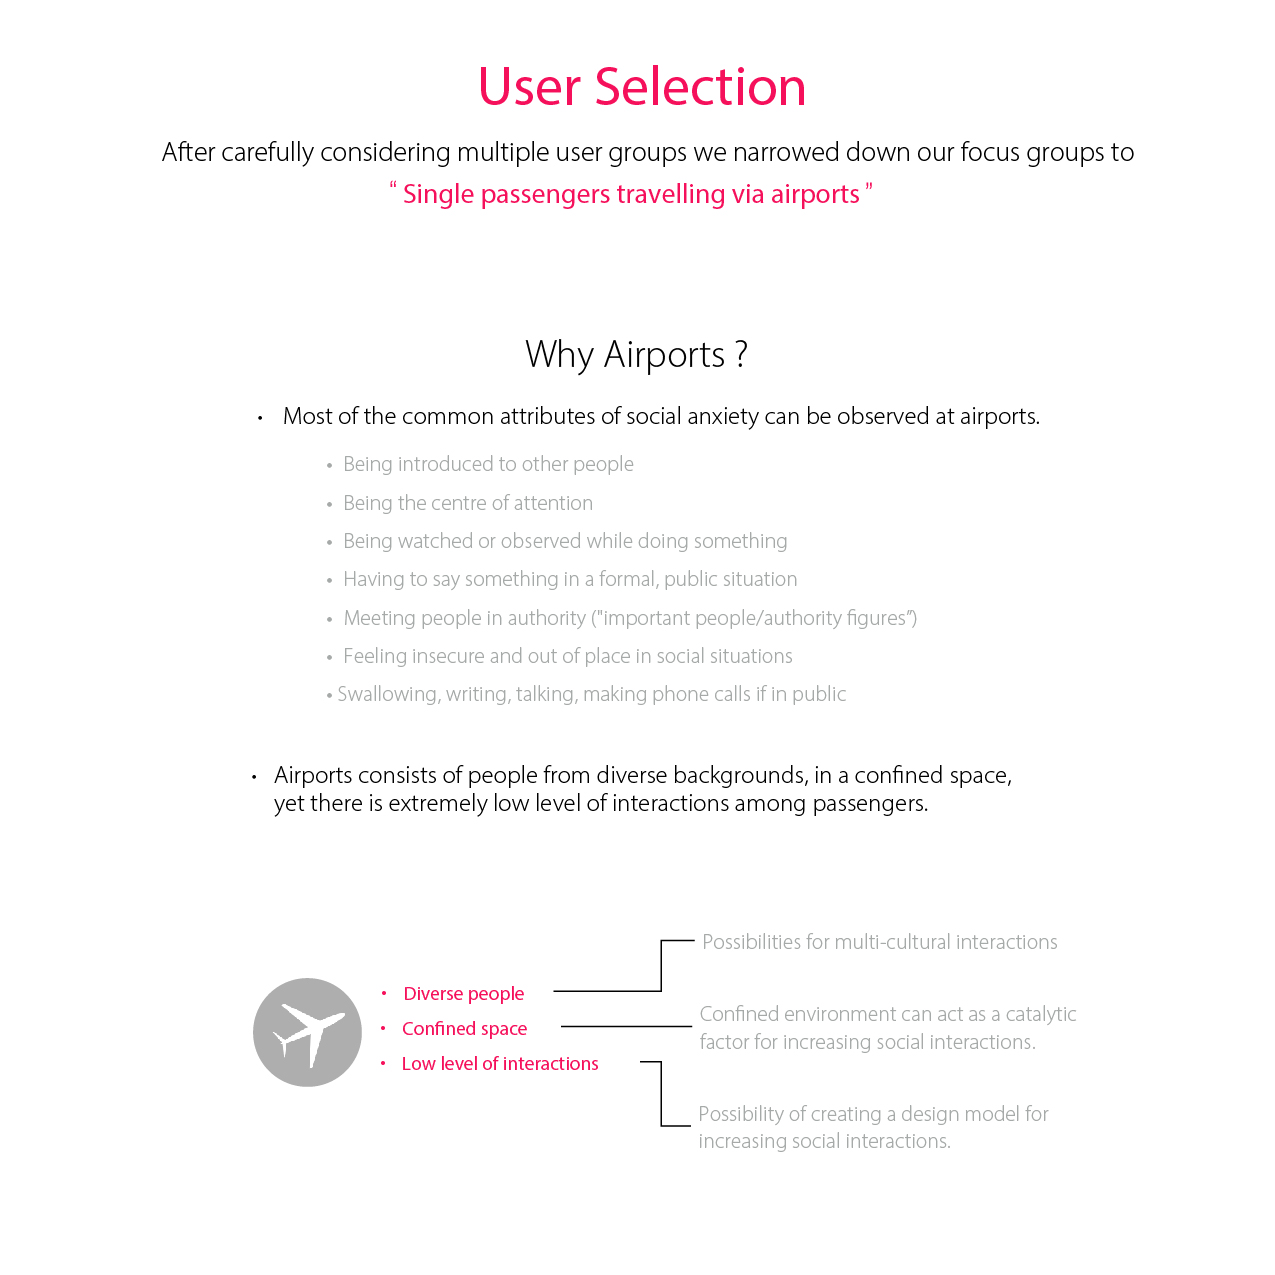 User Selection
After carefully considering multiple user groups we narrowed down our focus groups to
“ Single passengers travelling via airports ”
Why Airports ?
• Most of the common attributes of social anxiety can be observed at airports.
• Being introduced to other people
• Being the centre of attention
• Being watched or observed while doing something
• Having to say something in a formal, public situation
• Meeting people in authority ("important people/authority figures”)
• Feeling insecure and out of place in social situations
• Swallowing, writing, talking, making phone calls if in public
• Airports consists of people from diverse backgrounds, in a confined space,
yet there is extremely low level of interactions among passengers.
• Diverse people
• Confined space
• Low level of interactions
Possibilities for multi-cultural interactions
Confined environment can act as a catalytic
factor for increasing social interactions.
Possibility of creating a design model for
increasing social interactions.